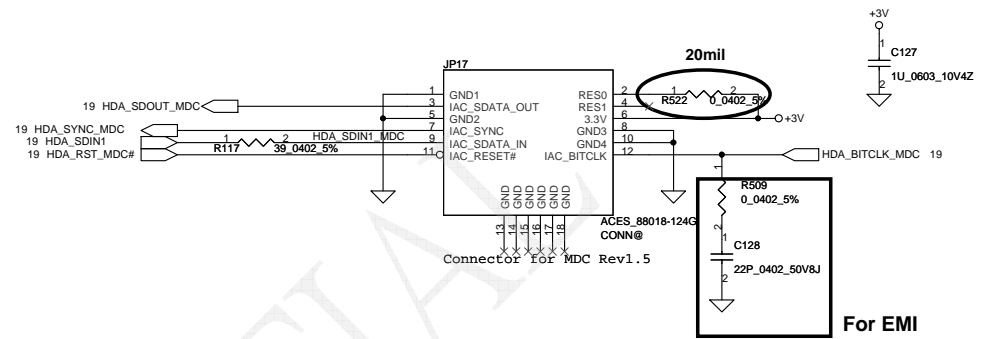 +3V
1
C127
1U_0603_10V4Z
2
20mil
JP17
1 GND1 RES0 2 1 2
R522 0_0402_5%
19 HDA_SDOUT_MDC 3 IAC_SDATA_OUT RES1 4
5 GND2 3.3V 6 +3V
19 HDA_SYNC_MDC 7 IAC_SYNC GND3 8
19 HDA_SDIN1 1 2 HDA_SDIN1_MDC 9 IAC_SDATA_IN GND4 10
R117 39_0402_5%
19 HDA_RST_MDC# 11 IAC_RESET# IAC_BITCLK 12 HDA_BITCLK_MDC 19
GND GND GND GND GND GND
13 14 15 16 17 18
ACES_88018-124G
CONN@
Connector for MDC Rev1.5
1
R509
0_0402_5%
2
1
C128
22P_0402_50V8J
2
For EMI